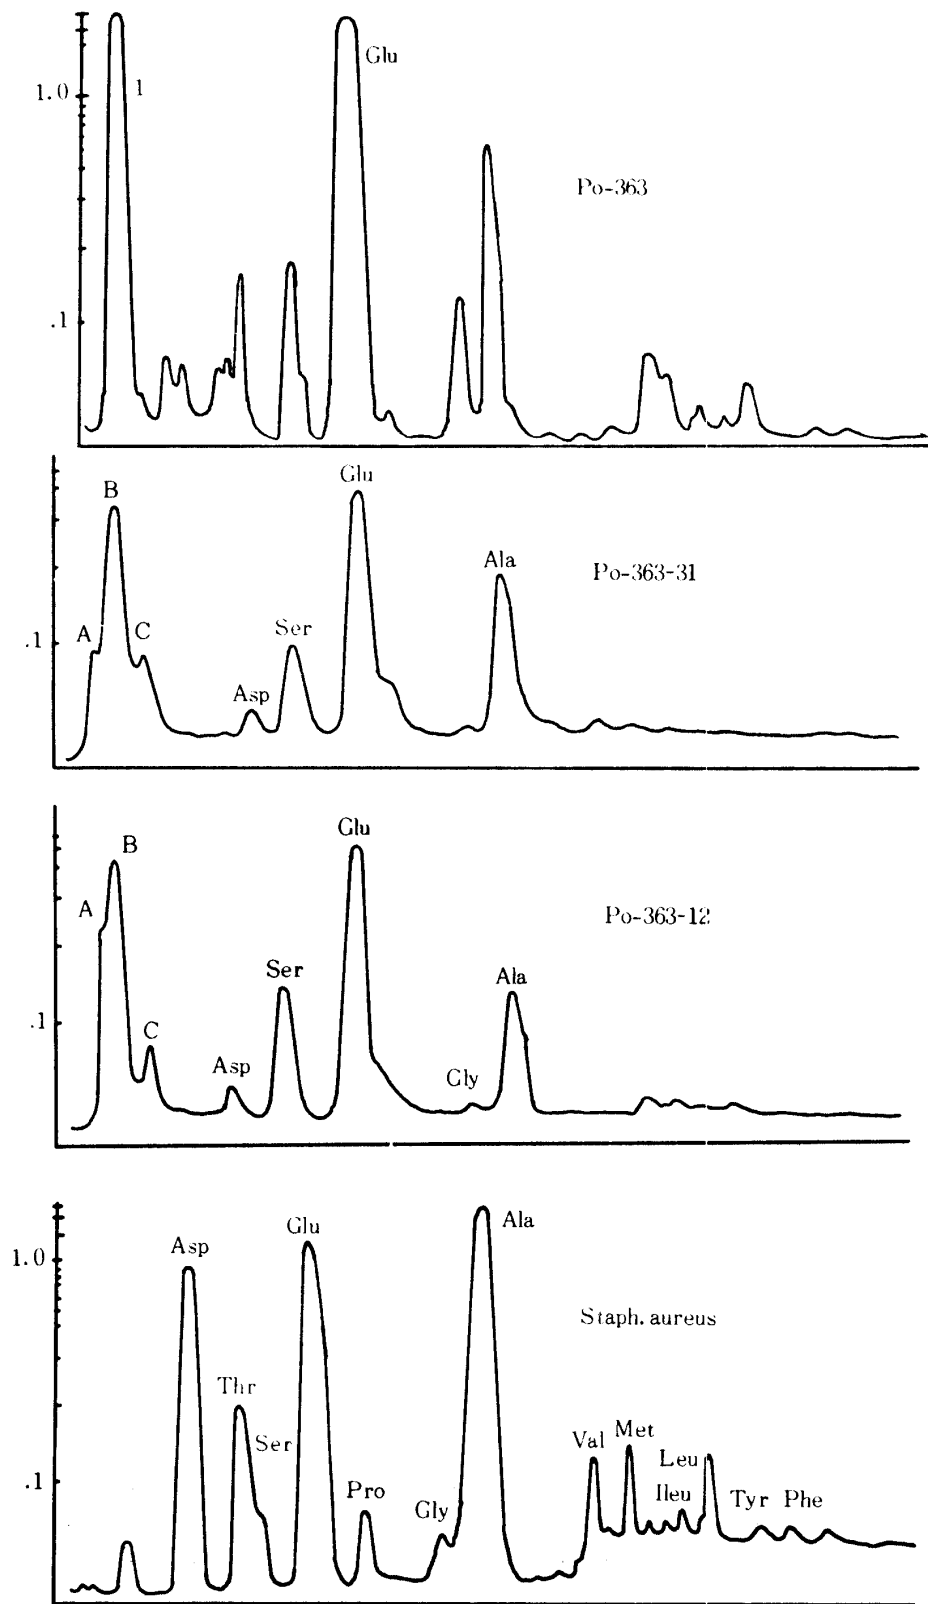 1
Glu
1.0
Po-363
.1
B
Glu
Ala
Po-363-31
A
C
Ser
.1
Asp
Glu
B
A
Po-363-12
Ser
Ala
.1
C
Asp
Gly
Glu
Ala
Asp
1.0
Staph. aureus
Thr
Ser
Val
Met
Leu
.1
Pro
Gly
Ileu
Tyr
Phe